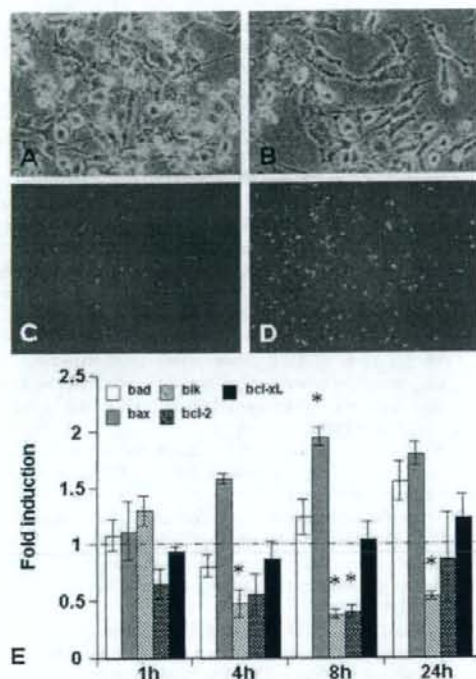 A
B
C
D
2.5
bad
bik
bcl-xL
bax
bcl-2
*
2
1.5
1
0.5
0
*
* *
*
Fold induction
E
1h
4h
8h
24h